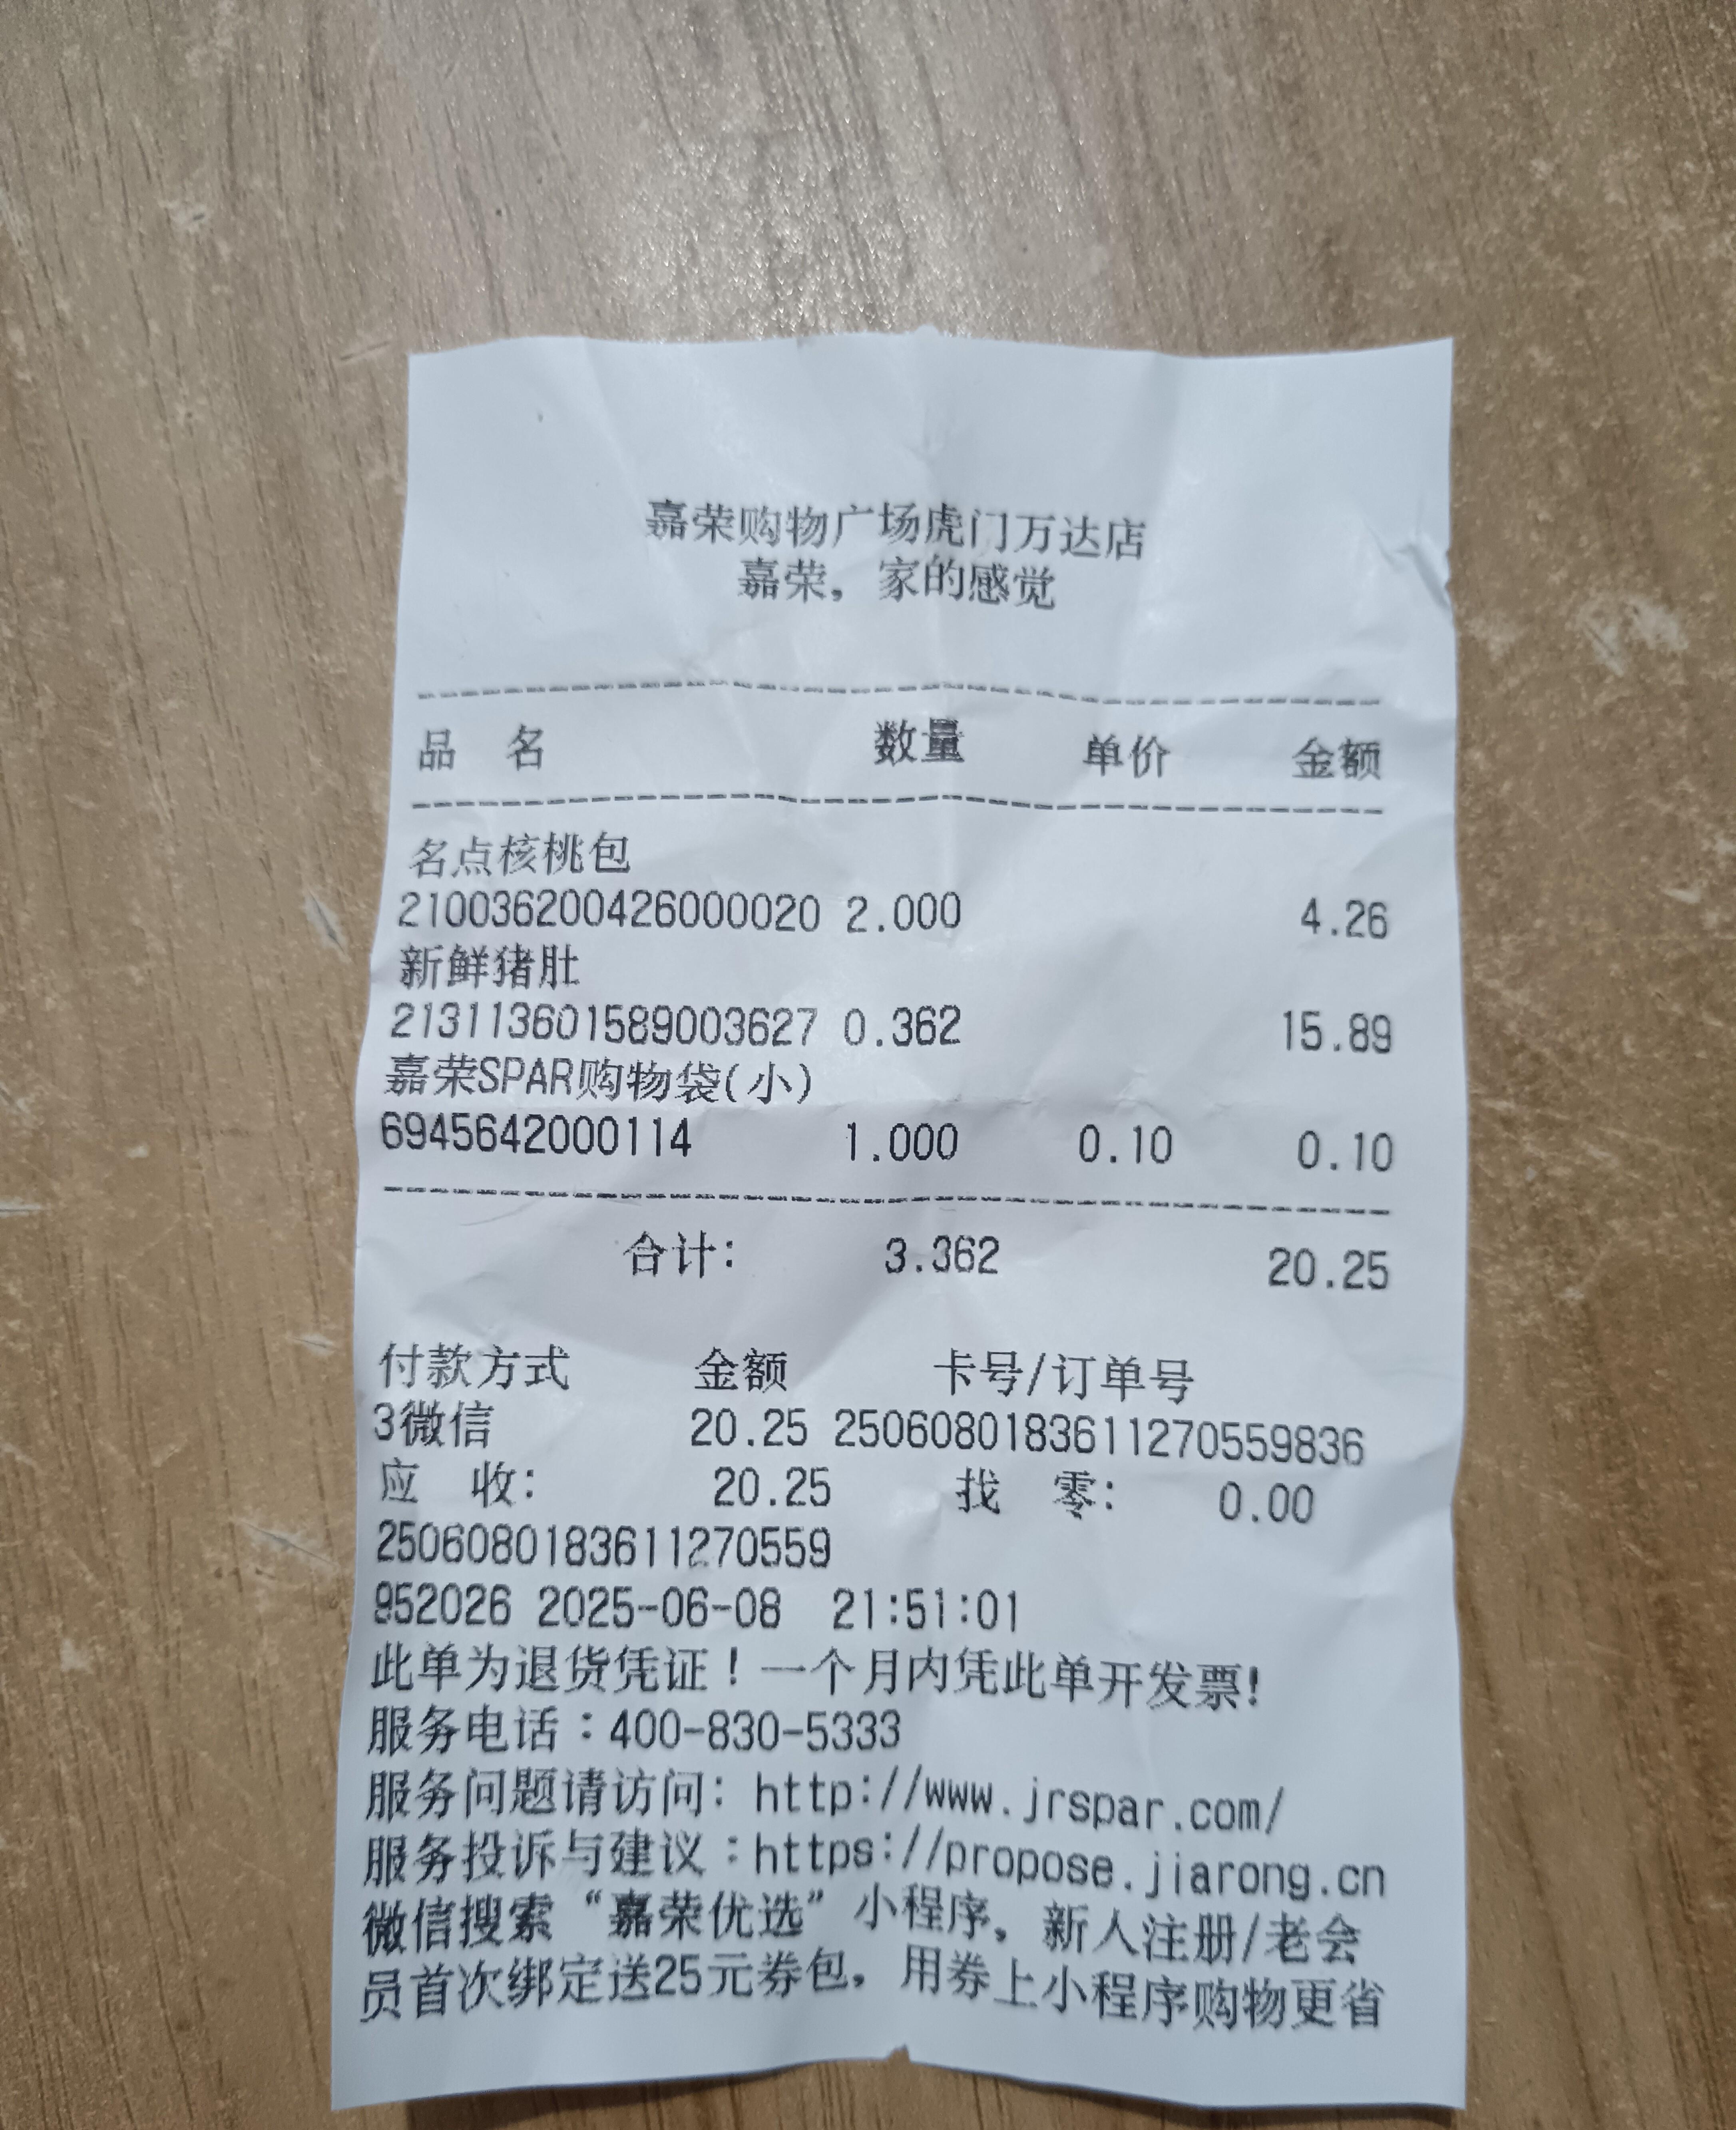 嘉荣购物广场虎门万达店
嘉荣，家的感觉
品 名 数量 单价 金额
名点核桃包
210036200426000020 2.000 4.26
新鲜猪肚
213113601589003627 0.362 15.89
嘉荣SPAR购物袋(小)
6945642000114 1.000 0.10 0.10
合计: 3.362 20.25
付款方式 金额 卡号/订单号
3微信 20.25 2506080183611270559836
应 收: 20.25 找 零: 0.00
2506080183611270559
952026 2025-06-08 21:51:01
此单为退货凭证！一个月内凭此单开发票!
服务电话：400-830-5333
服务问题请访问: http://www.jrspar.com/
服务投诉与建议：https://propose.jiarong.cn
微信搜索“嘉荣优选”小程序，新人注册/老会
员首次绑定送25元券包，用券上小程序购物更省